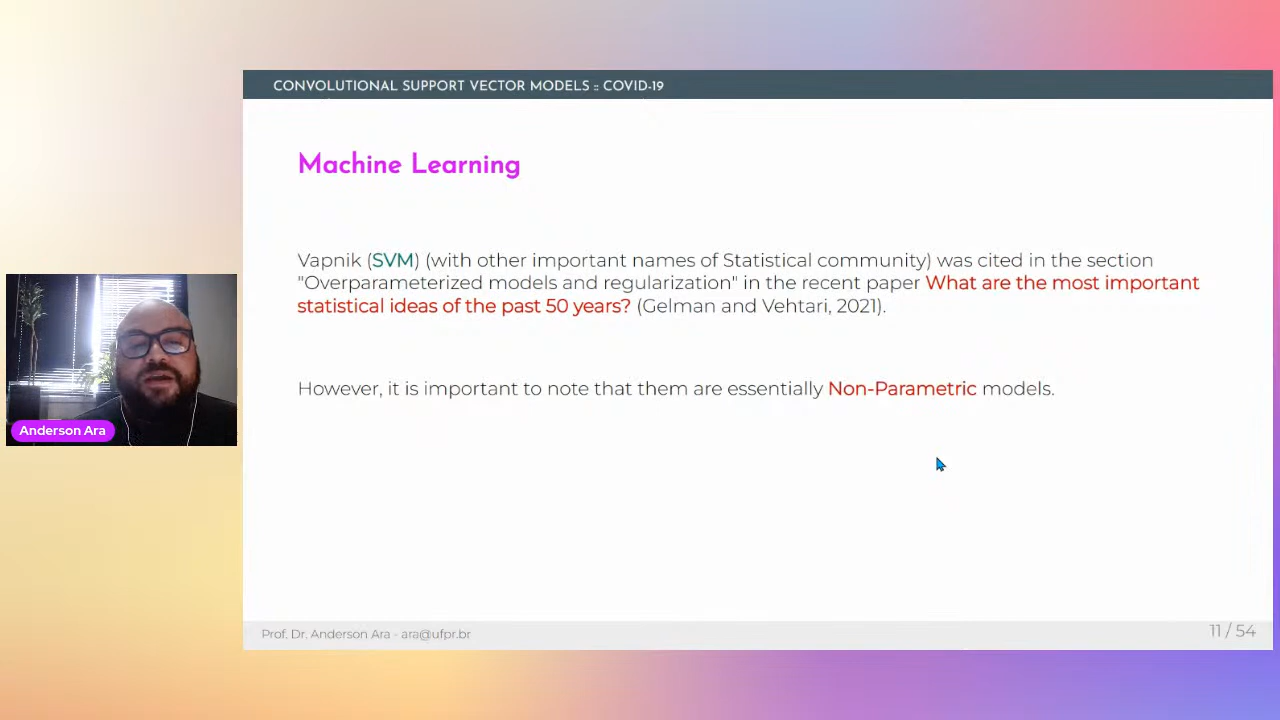 CONVOLUTIONAL SUPPORT VECTOR MODELS :: COVID-19
Machine Learning
Vapnik (SVM) (with other important names of Statistical community) was cited in the section
"Overparameterized models and regularization" in the recent paper What are the most important
statistical ideas of the past 50 years? (Gelman and Vehtari, 2021).
However, it is important to note that them are essentially Non-Parametric models.
Anderson Ara
Prof. Dr. Anderson Ara - ara@ufpr.br
11 / 54